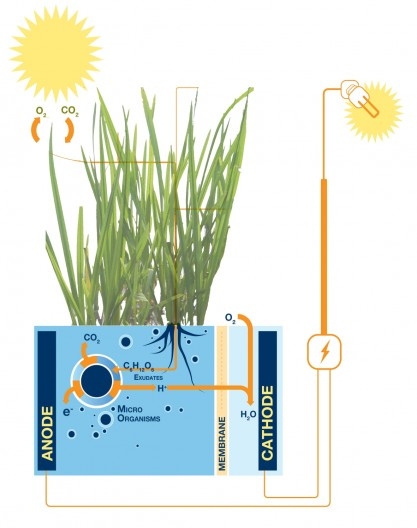 O₂ CO₂
O₂
CO₂
C₆H₁₂O₆
EXUDATES
H⁺
e⁻
H₂O
MICRO
ORGANISMS
ANODE
MEMBRANE
CATHODE